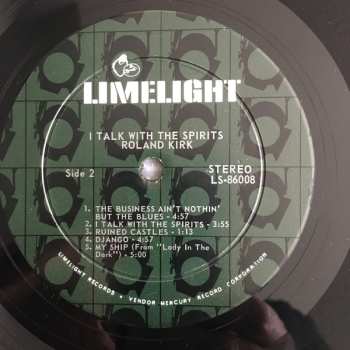 LIMELIGHT
I TALK WITH THE SPIRITS
ROLAND KIRK
Side 2
STEREO
LS-86008
1. THE BUSINESS AIN'T NOTHIN'
BUT THE BLUES - 4:57
2. I TALK WITH THE SPIRITS - 3:55
3. RUINED CASTLES - 1:13
4. DJANGO - 4:57
5. MY SHIP (From "Lady In The
Dark") - 5:00
LIMELIGHT RECORDS • VENDOR MERCURY RECORD CORPORATION